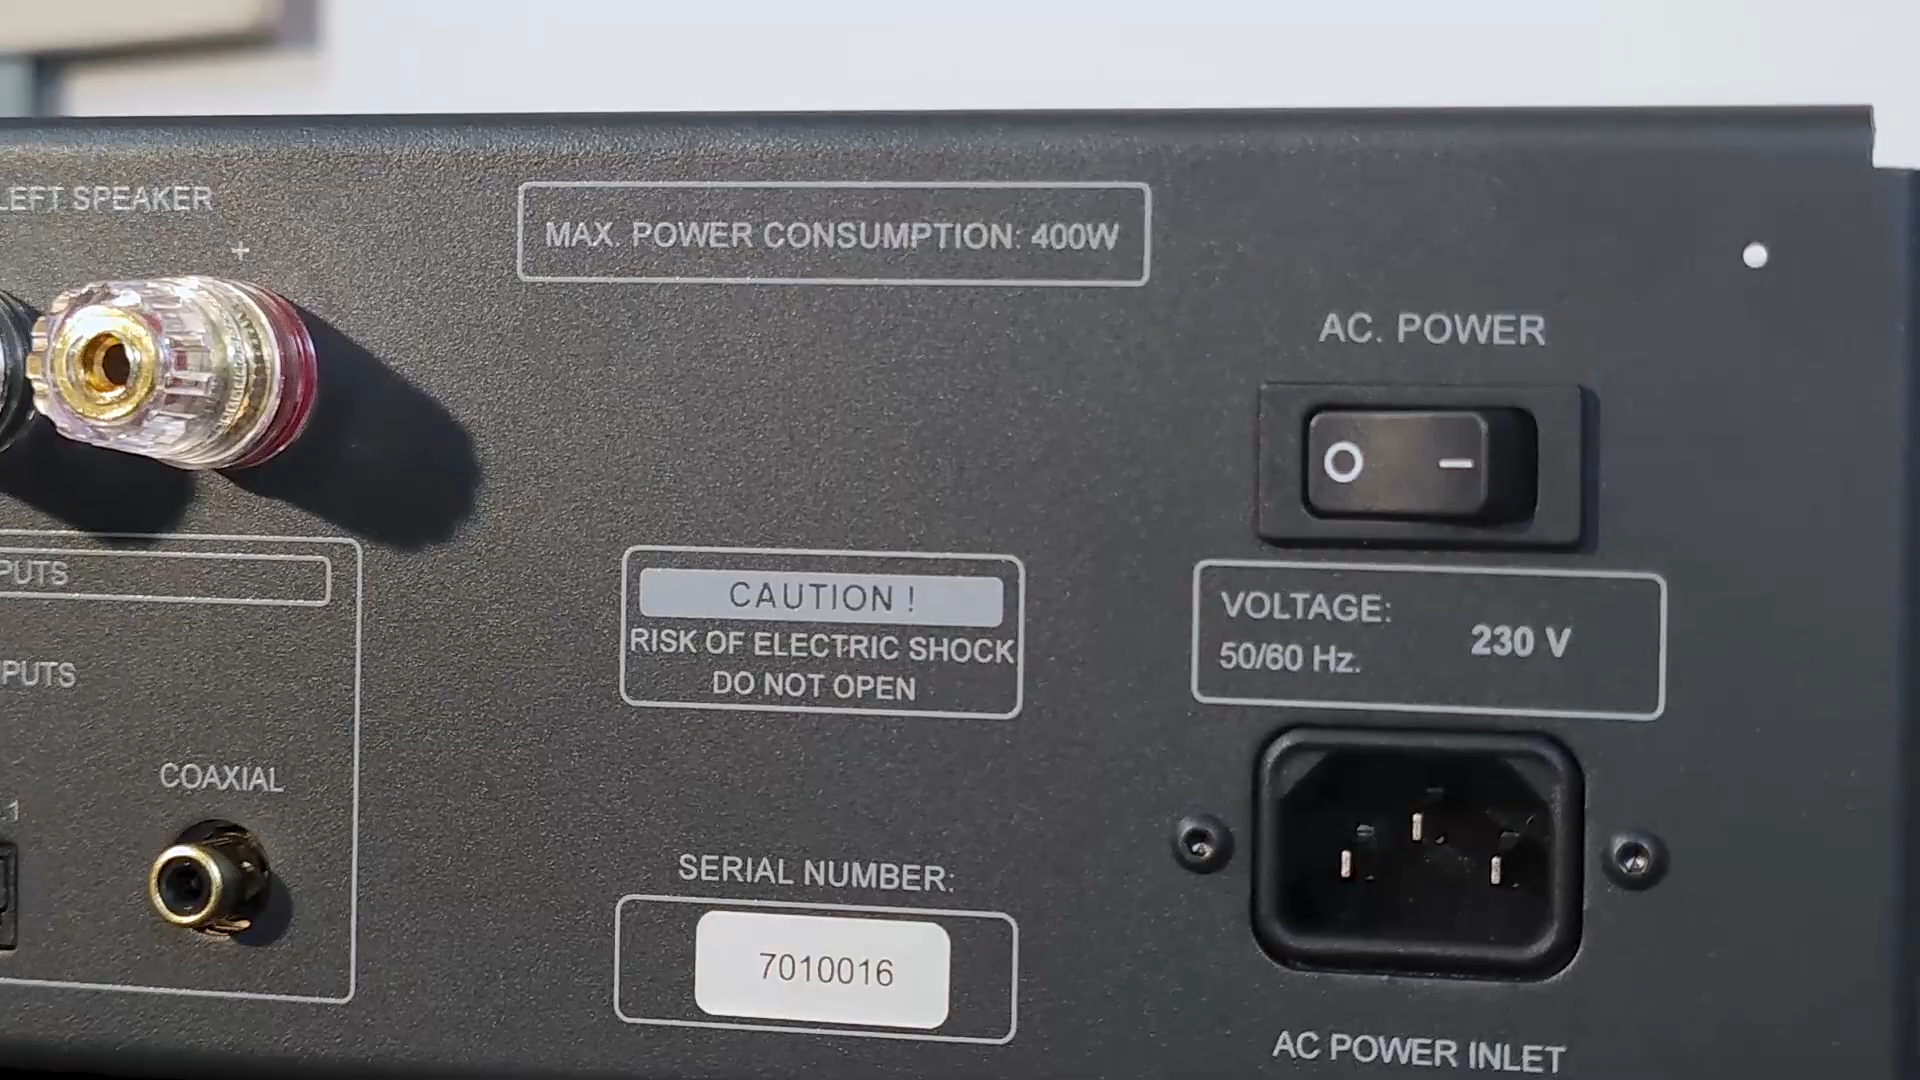 LEFT SPEAKER
+
MAX. POWER CONSUMPTION: 400W
AC. POWER
O –
PUTS
CAUTION !
RISK OF ELECTRIC SHOCK
DO NOT OPEN
VOLTAGE:
50/60 Hz.
230 V
PUTS
COAXIAL
1
SERIAL NUMBER:
7010016
AC POWER INLET